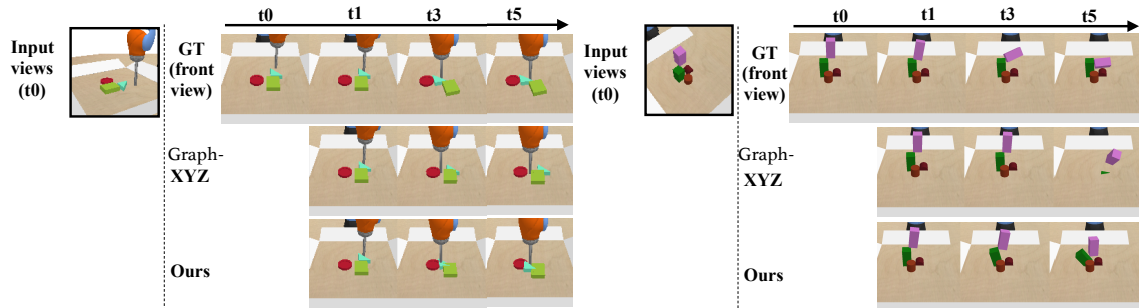 t0 t1 t3 t5
Input
views
(t0)
GT
(front
view)
Graph-
XYZ
Ours
t0 t1 t3 t5
Input
views
(t0)
GT
(front
view)
Graph-
XYZ
Ours